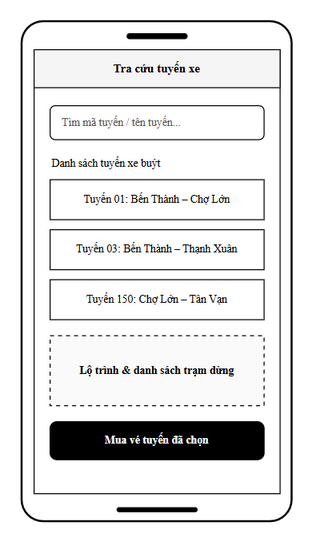 Tra cứu tuyến xe
Tìm mã tuyến / tên tuyến...
Danh sách tuyến xe buýt
Tuyến 01: Bến Thành – Chợ Lớn
Tuyến 03: Bến Thành – Thạnh Xuân
Tuyến 150: Chợ Lớn – Tân Vạn
Lộ trình & danh sách trạm dừng
Mua vé tuyến đã chọn